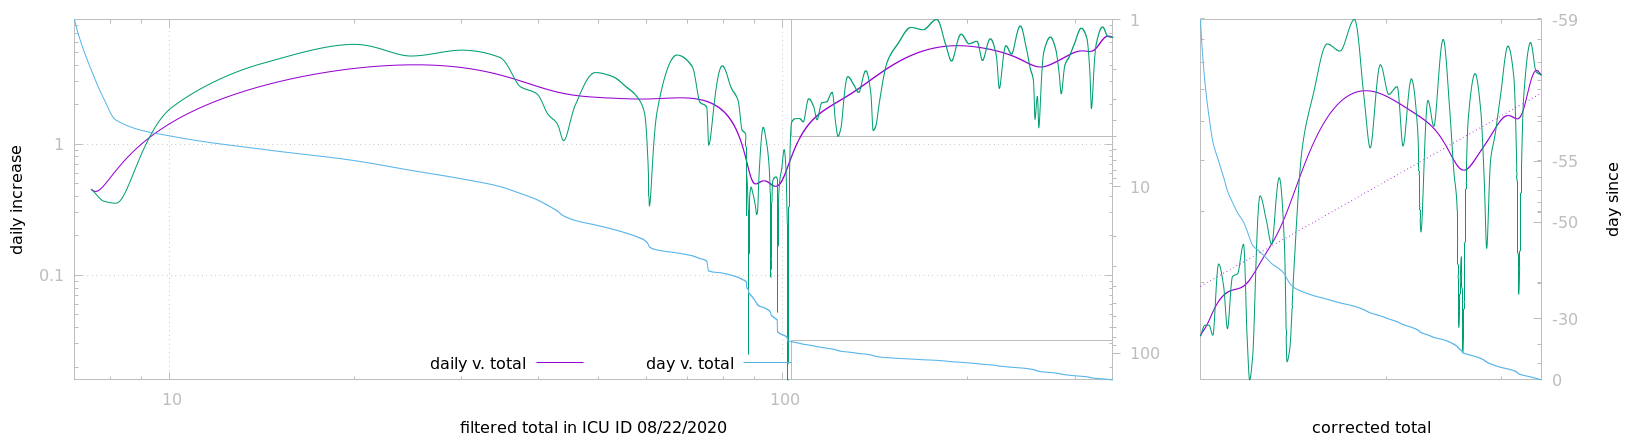 1
-59
daily increase
1
-55
10
-50
day since
0.1
-30
daily v. total
day v. total
100
0
10
100
filtered total in ICU ID 08/22/2020
corrected total